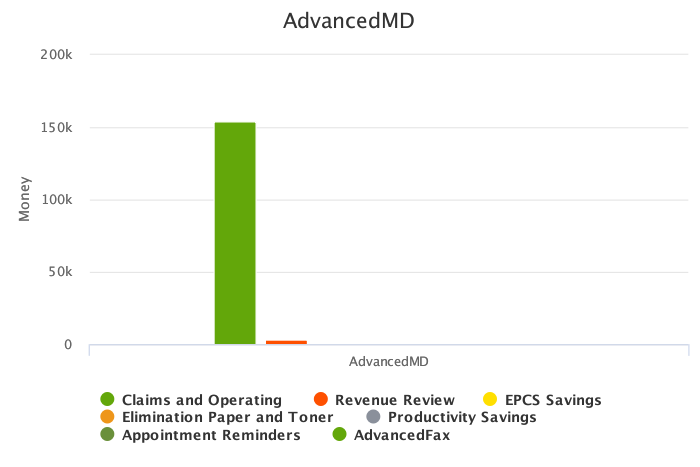 AdvancedMD
200k
150k
100k
50k
0
Money
AdvancedMD
Claims and Operating Revenue Review EPCS Savings
Elimination Paper and Toner Productivity Savings
Appointment Reminders AdvancedFax